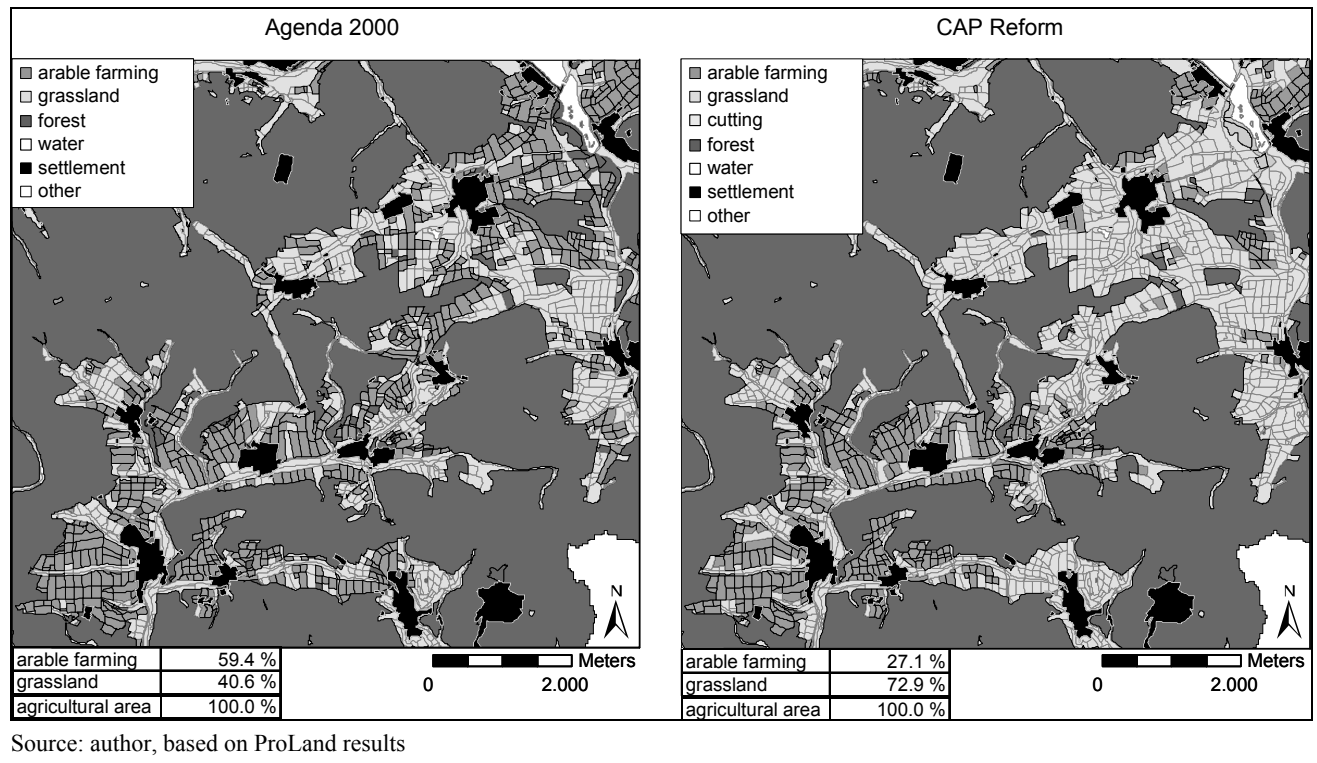 Agenda 2000
arable farming
grassland
forest
water
settlement
other
N
arable farming 59.4 %
grassland 40.6 %
agricultural area 100.0 %
Meters
0 2.000
CAP Reform
arable farming
grassland
cutting
forest
water
settlement
other
N
arable farming 27.1 %
grassland 72.9 %
agricultural area 100.0 %
Meters
0 2.000
Source: author, based on ProLand results